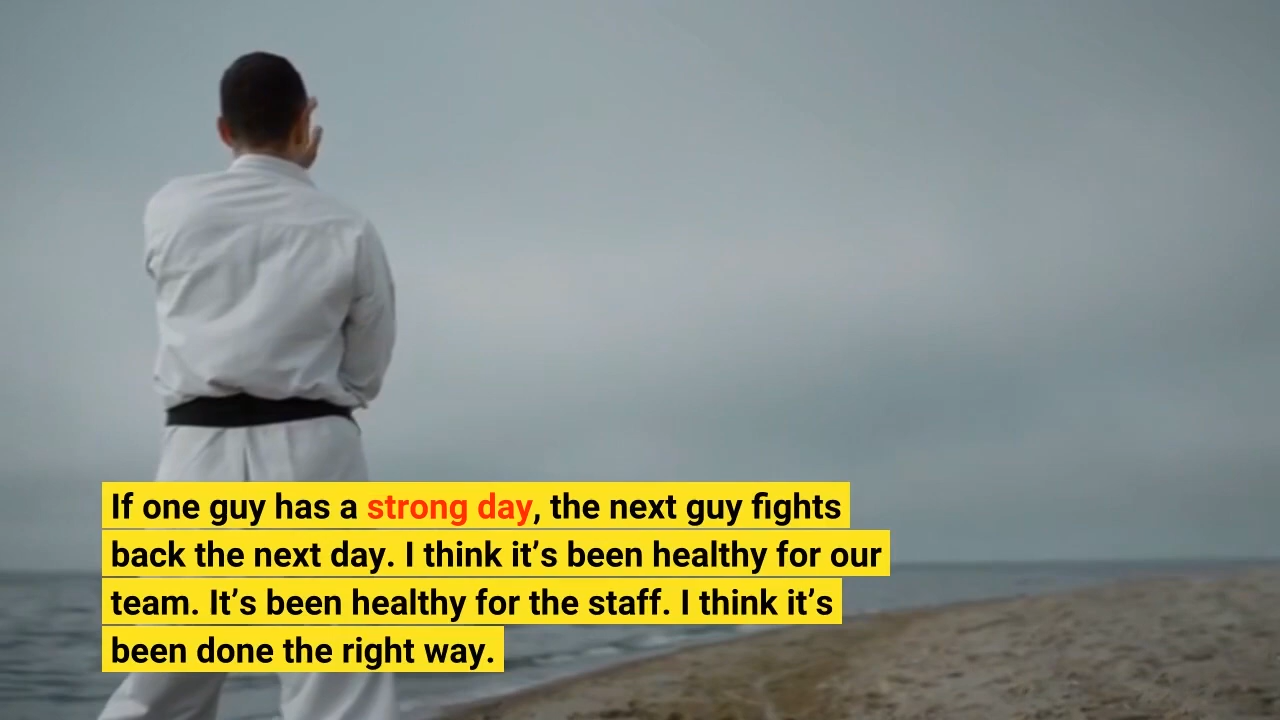 If one guy has a strong day, the next guy fights
back the next day. I think it’s been healthy for our
team. It’s been healthy for the staff. I think it’s
been done the right way.